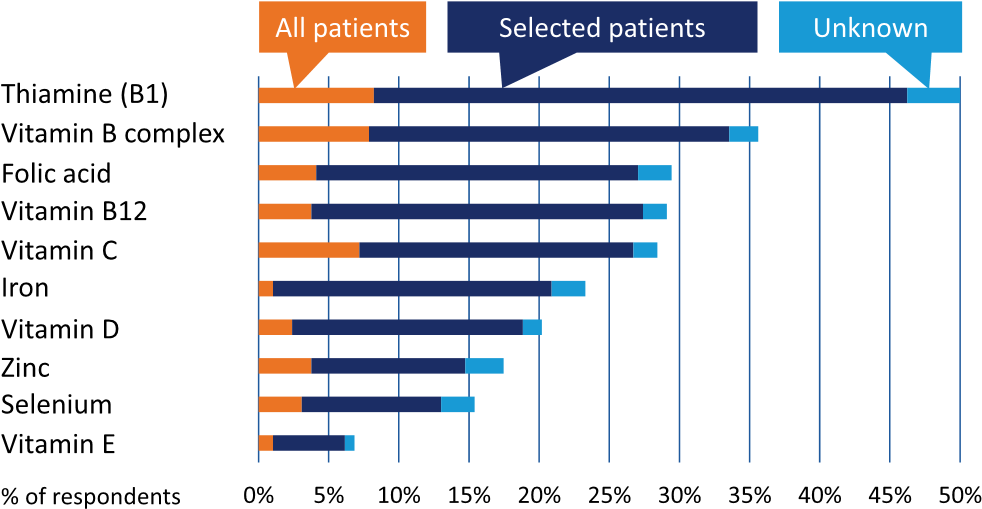 All patients Selected patients Unknown
Thiamine (B1)
Vitamin B complex
Folic acid
Vitamin B12
Vitamin C
Iron
Vitamin D
Zinc
Selenium
Vitamin E
% of respondents 0% 5% 10% 15% 20% 25% 30% 35% 40% 45% 50%